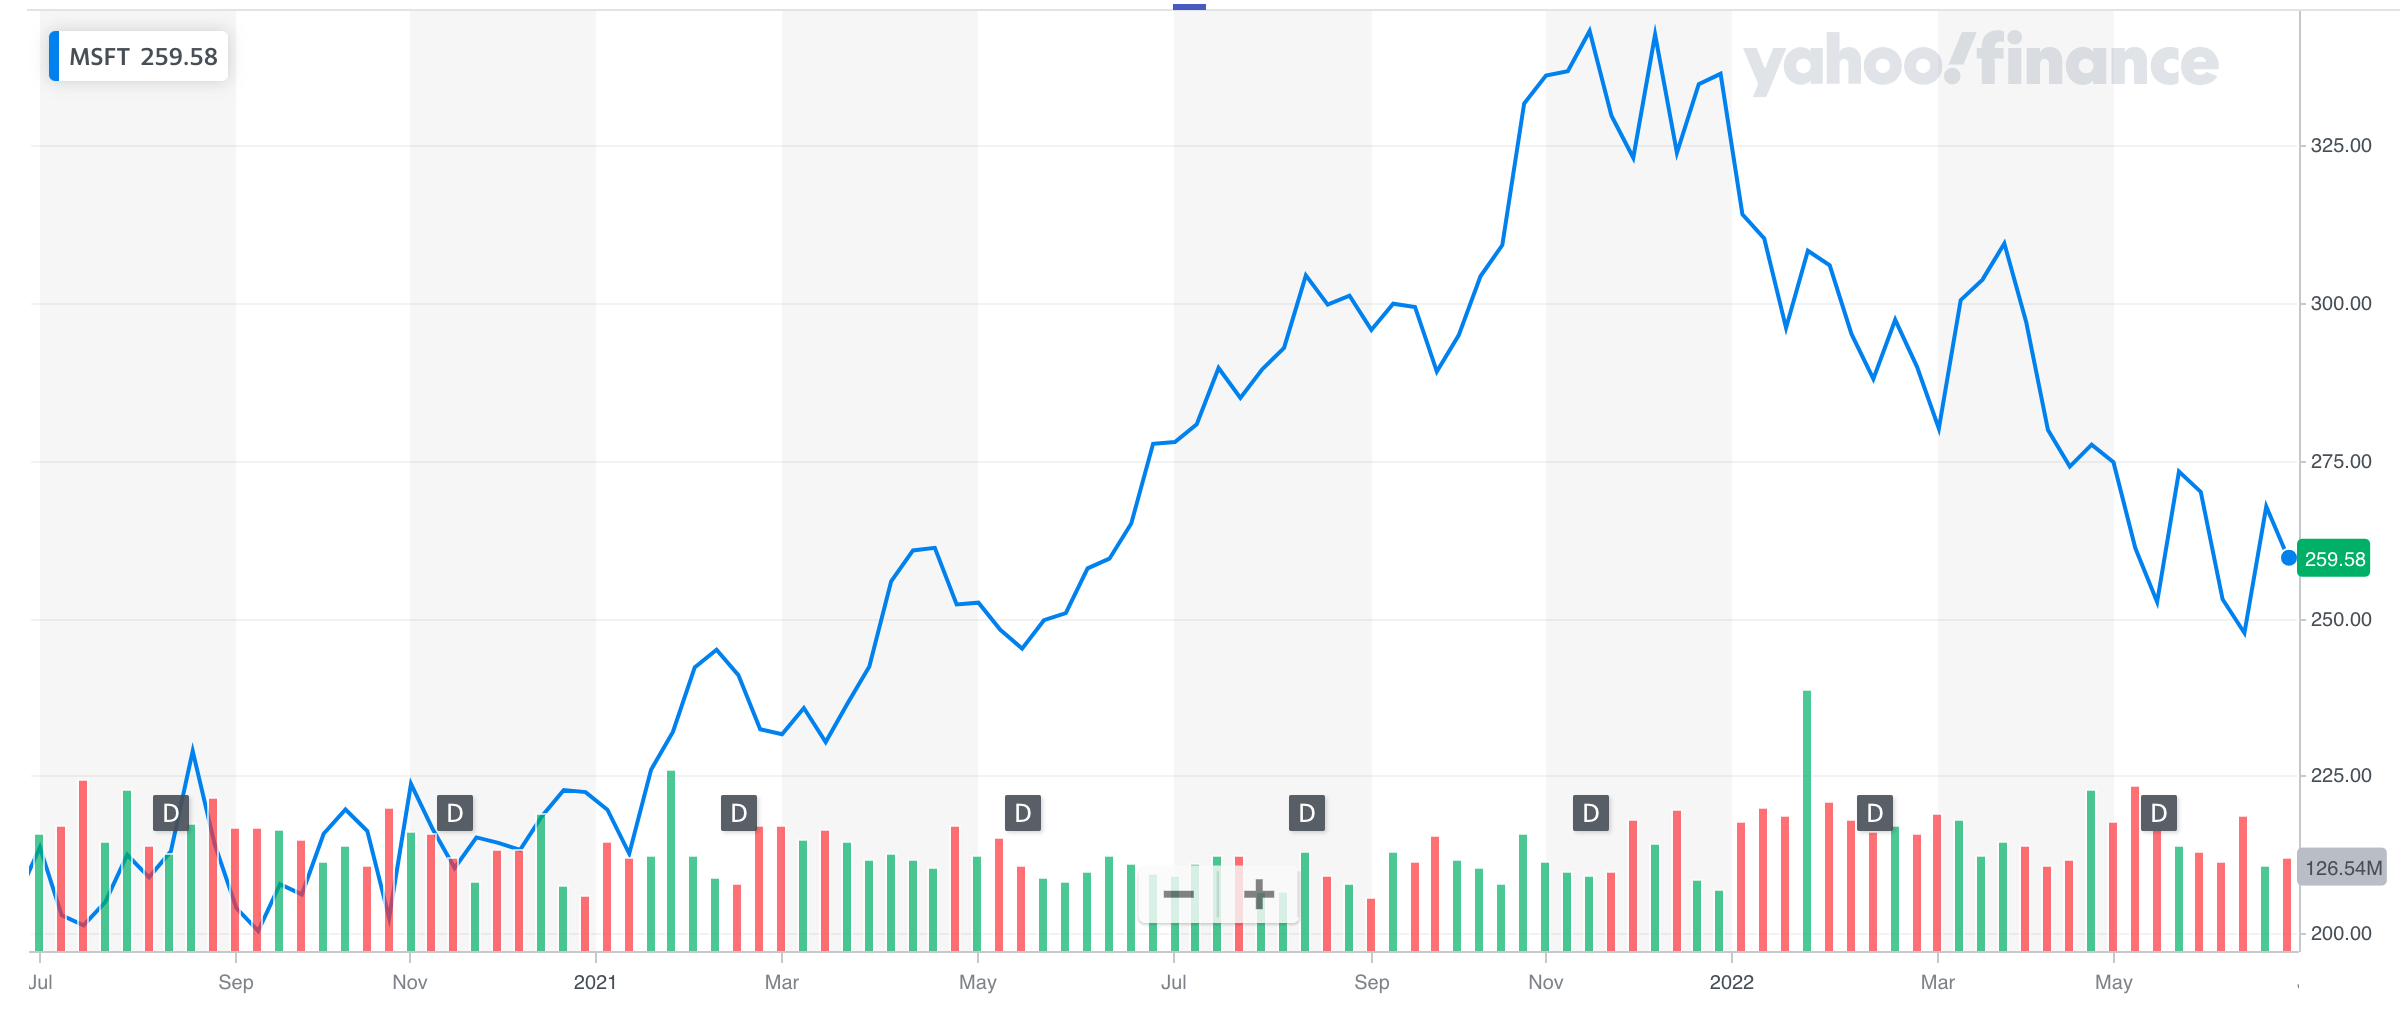 MSFT 259.58
yahoo!finance
325.00
300.00
275.00
259.58
250.00
225.00
D D D D D D D D
126.54M
200.00
Jul Sep Nov 2021 Mar May Jul Sep Nov 2022 Mar May